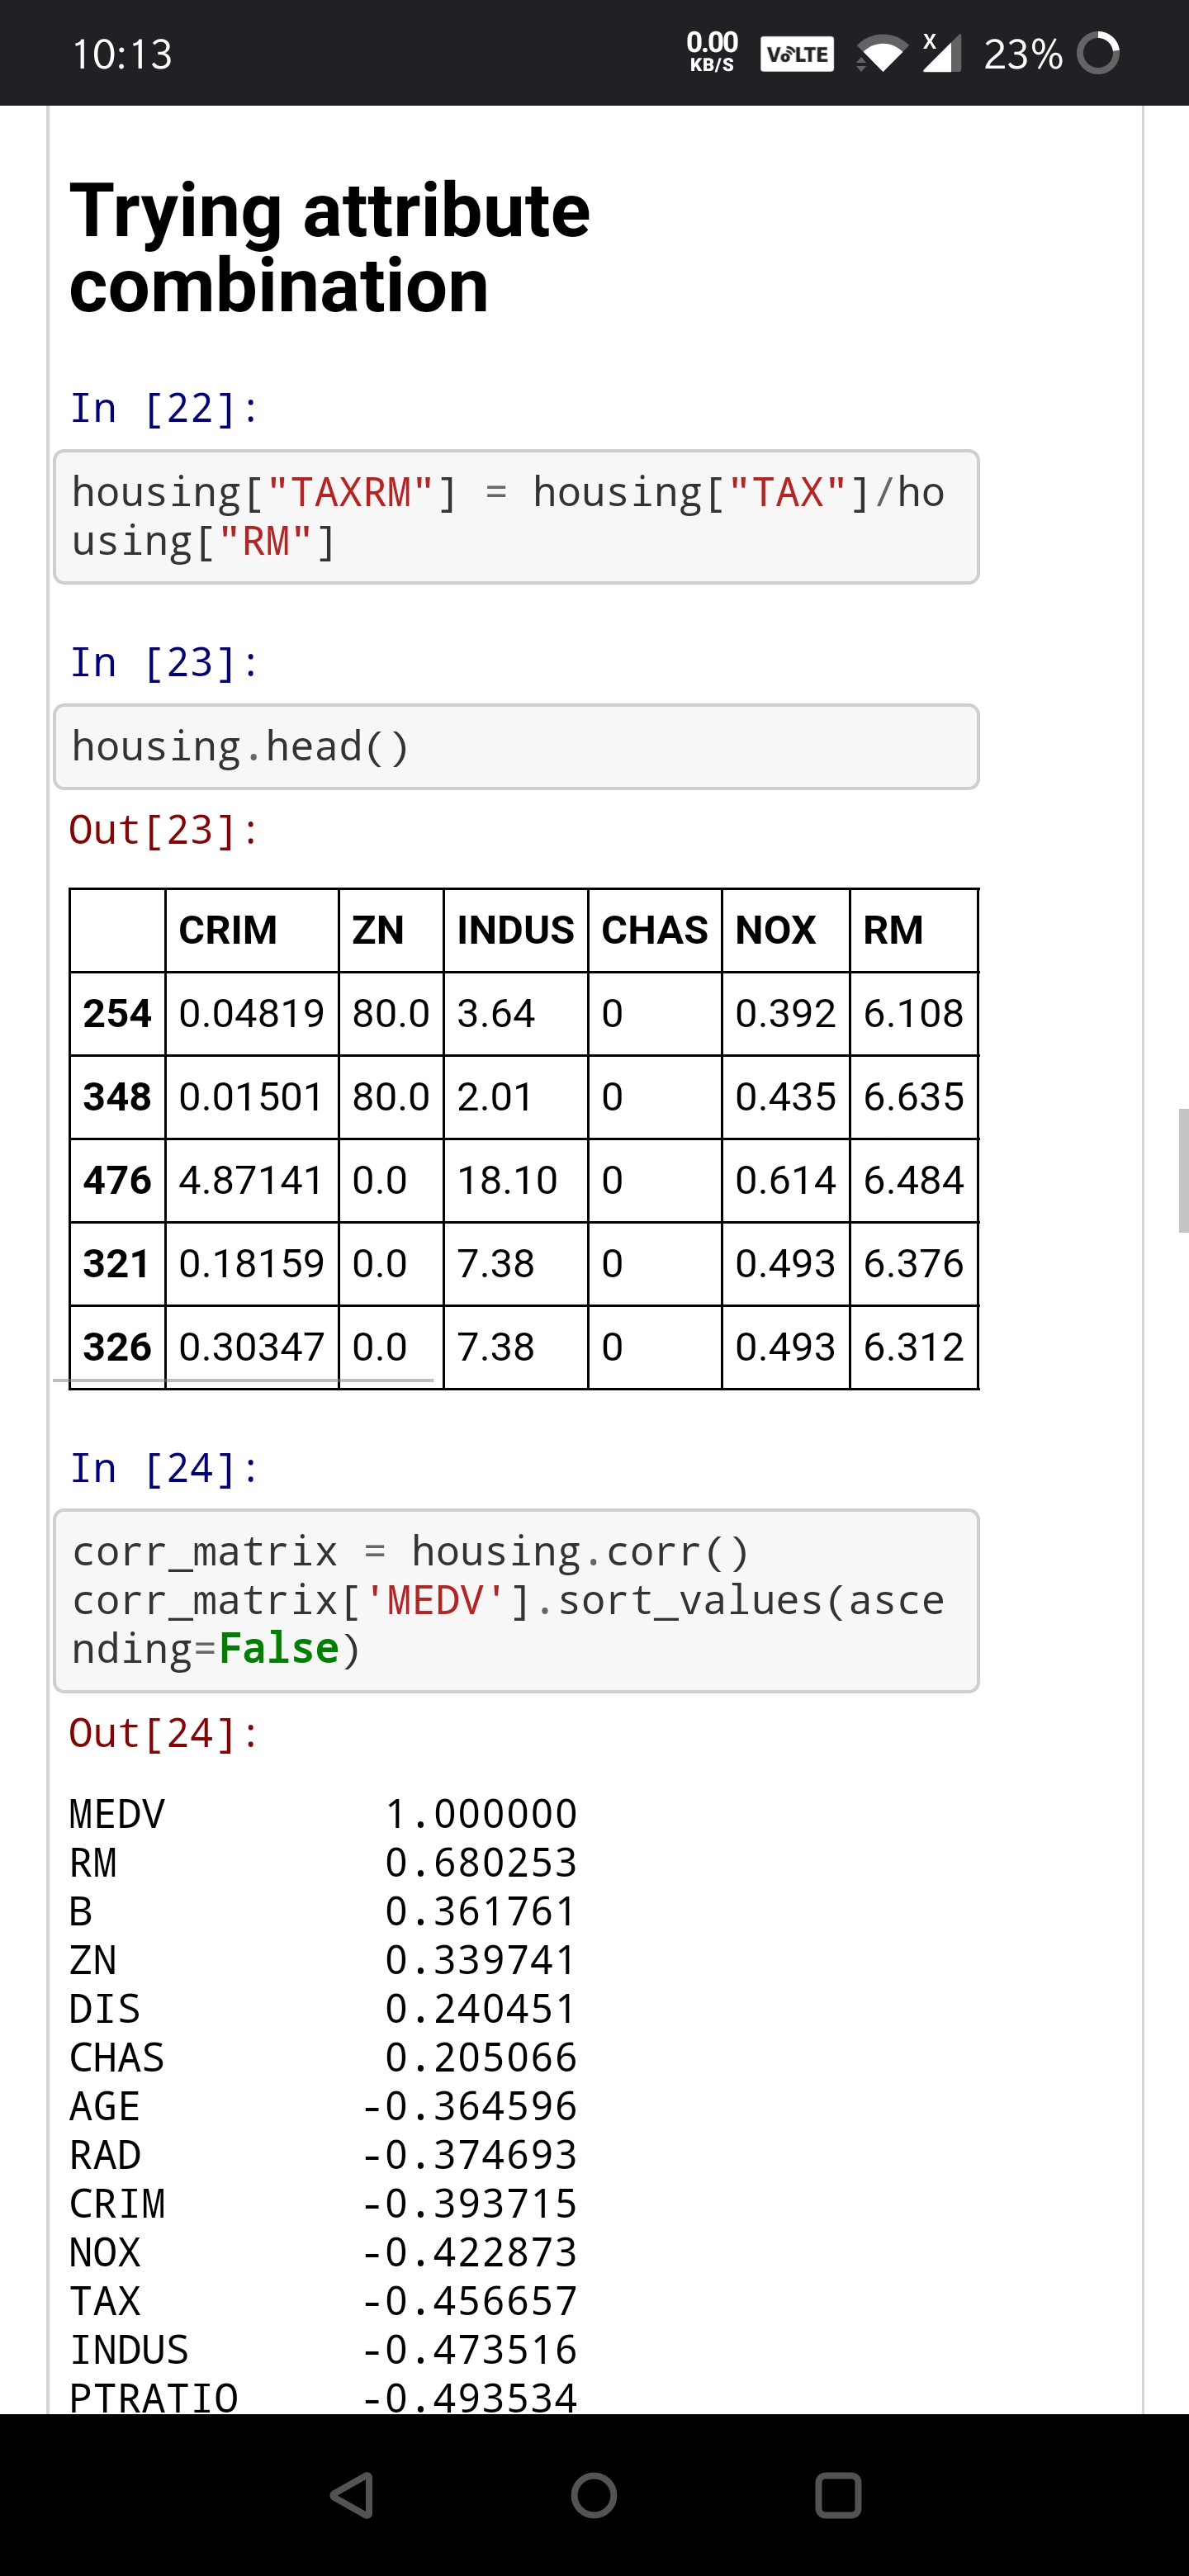 10:13 0.00 KB/S VoLTE X 23%
Trying attribute
combination
In [22]:
housing["TAXRM"] = housing["TAX"]/ho
using["RM"]
In [23]:
housing.head()
Out[23]:
CRIM ZN INDUS CHAS NOX RM
254 0.04819 80.0 3.64 0 0.392 6.108
348 0.01501 80.0 2.01 0 0.435 6.635
476 4.87141 0.0 18.10 0 0.614 6.484
321 0.18159 0.0 7.38 0 0.493 6.376
326 0.30347 0.0 7.38 0 0.493 6.312
In [24]:
corr_matrix = housing.corr()
corr_matrix['MEDV'].sort_values(asce
nding=False)
Out[24]:
MEDV 1.000000
RM 0.680253
B 0.361761
ZN 0.339741
DIS 0.240451
CHAS 0.205066
AGE -0.364596
RAD -0.374693
CRIM -0.393715
NOX -0.422873
TAX -0.456657
INDUS -0.473516
PTRATIO -0.493534